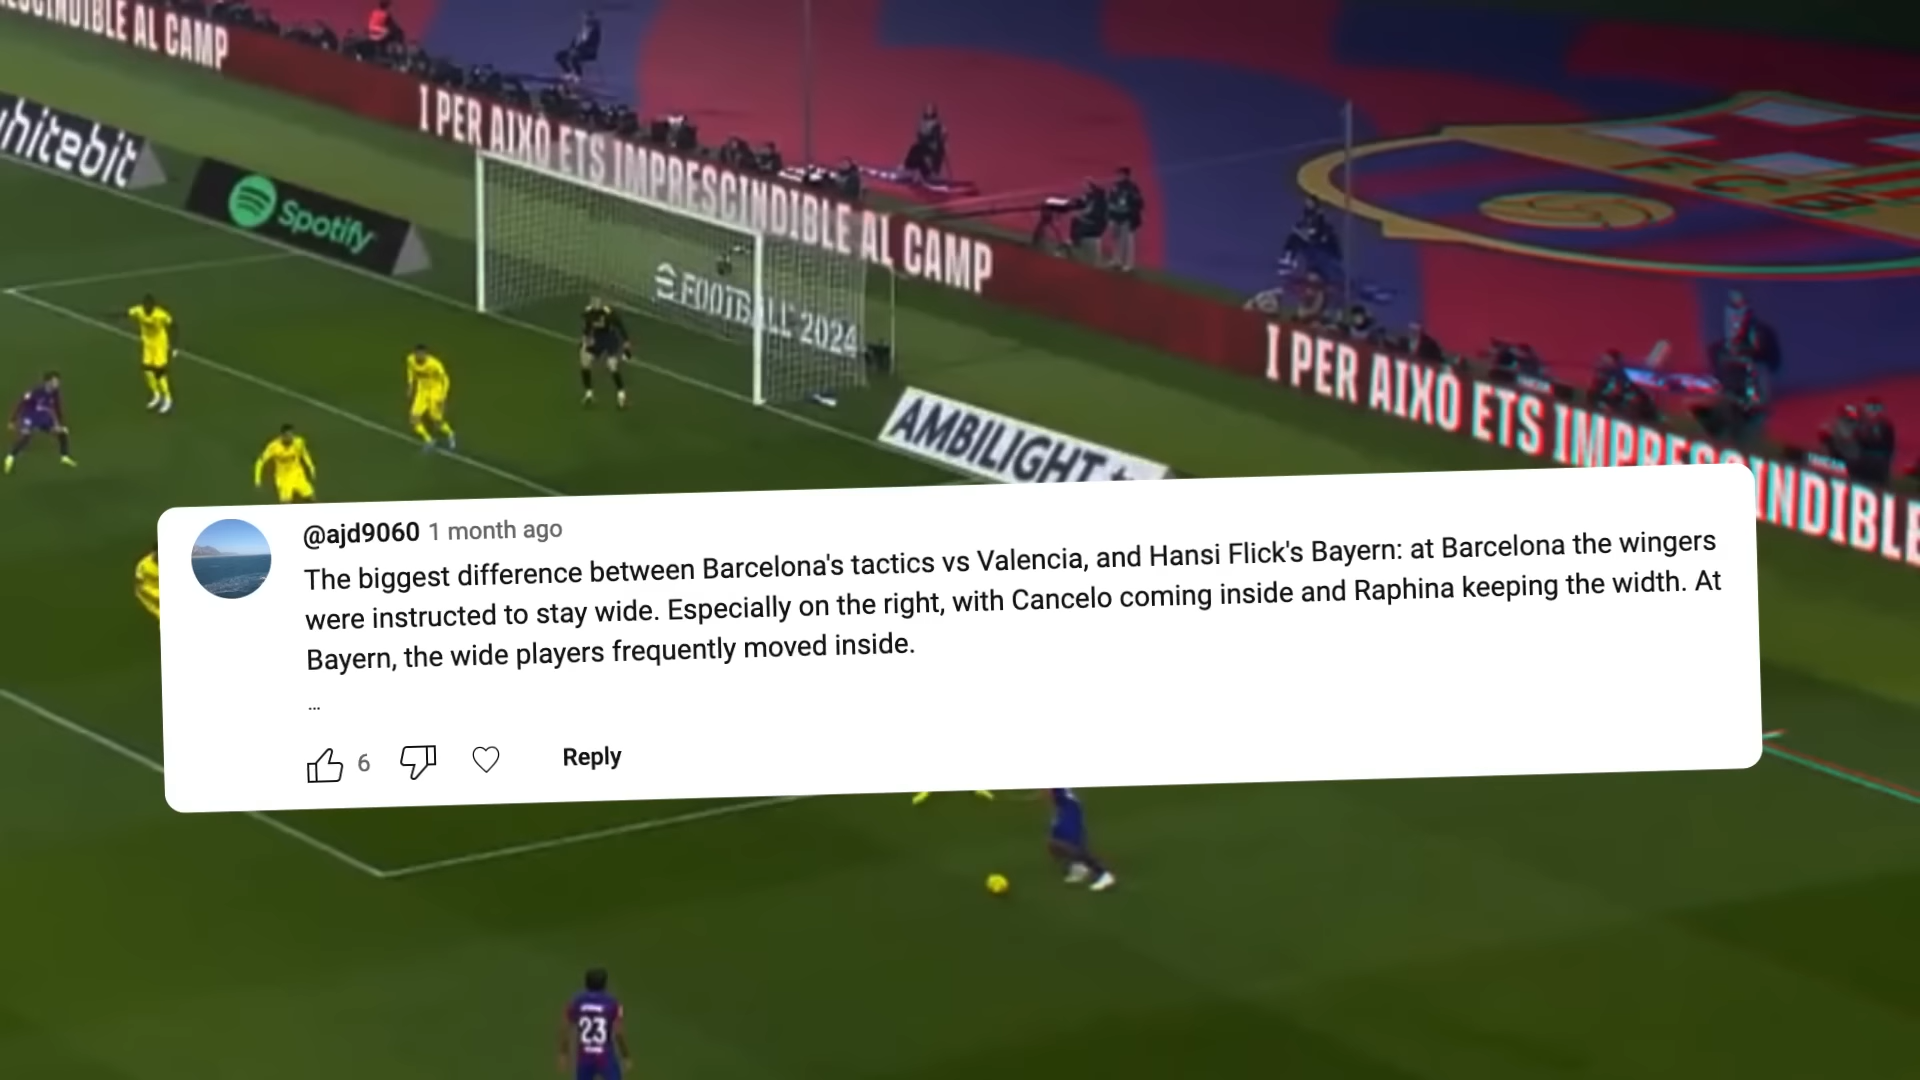 IMPRESCINDIBLE AL CAMP
whitebit
Spotify
I PER AIXÒ ETS IMPRESCINDIBLE AL CAMP
FOOTBALL 2024
AMBILIGHT
I PER AIXÒ ETS IMPRESCINDIBLE
@ajd9060 1 month ago
The biggest difference between Barcelona's tactics vs Valencia, and Hansi Flick's Bayern: at Barcelona the wingers
were instructed to stay wide. Especially on the right, with Cancelo coming inside and Raphina keeping the width. At
Bayern, the wide players frequently moved inside.
...
6
Reply
23